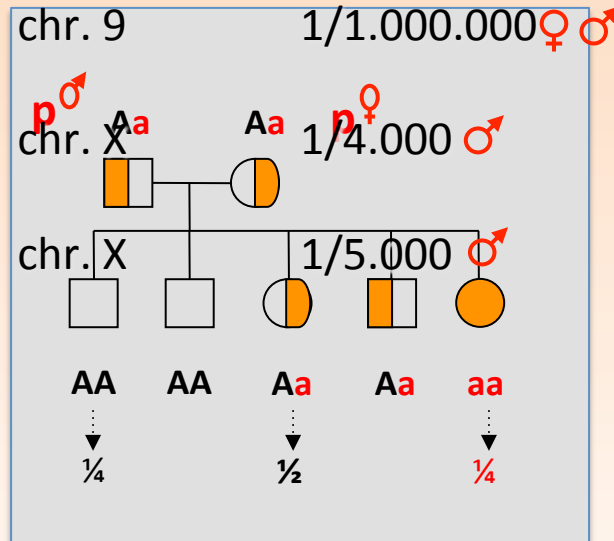 chr. 9 1/1.000.000♀ ♂
p♂ Aa Aa p♀
chr. X 1/4.000 ♂
chr. X 1/5.000 ♂
AA AA Aa Aa aa
¼ ½ ¼